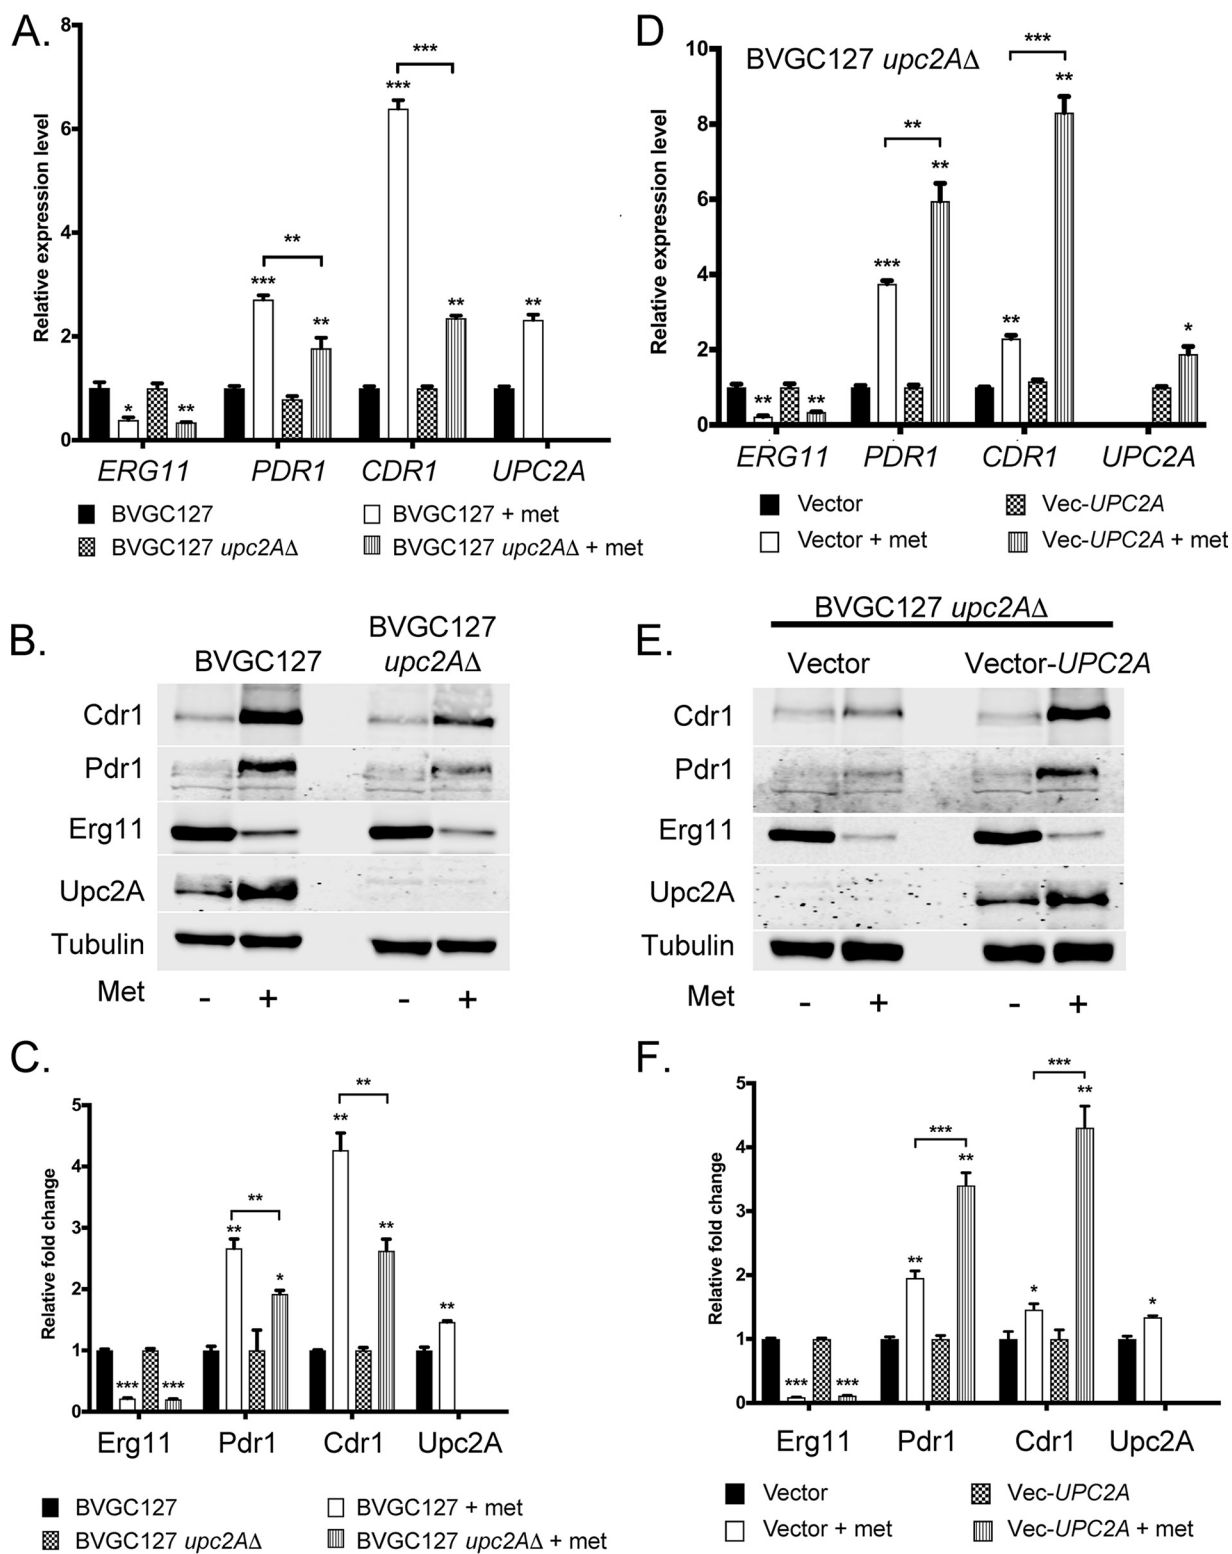 A.
8
6
4
2
0
Relative expression level
***
***
**
***
**
*
**
**
**
ERG11 PDR1 CDR1 UPC2A
BVGC127 BVGC127 + met
BVGC127 upc2AΔ BVGC127 upc2AΔ + met
B.
BVGC127
BVGC127
upc2AΔ
Cdr1
Pdr1
Erg11
Upc2A
Tubulin
Met - + - +
C.
5
4
3
2
1
0
Relative fold change
**
**
**
**
**
*
**
*** ***
Erg11 Pdr1 Cdr1 Upc2A
BVGC127 BVGC127 + met
BVGC127 upc2AΔ BVGC127 upc2AΔ + met
D
BVGC127 upc2AΔ
10
8
6
4
2
0
Relative expression level
***
**
**
**
***
**
*
** **
ERG11 PDR1 CDR1 UPC2A
Vector Vec-UPC2A
Vector + met Vec-UPC2A + met
E.
BVGC127 upc2AΔ
Vector Vector-UPC2A
Cdr1
Pdr1
Erg11
Upc2A
Tubulin
Met - + - +
F.
5
4
3
2
1
0
Relative fold change
***
**
***
**
**
*
*
*** ***
Erg11 Pdr1 Cdr1 Upc2A
Vector Vec-UPC2A
Vector + met Vec-UPC2A + met